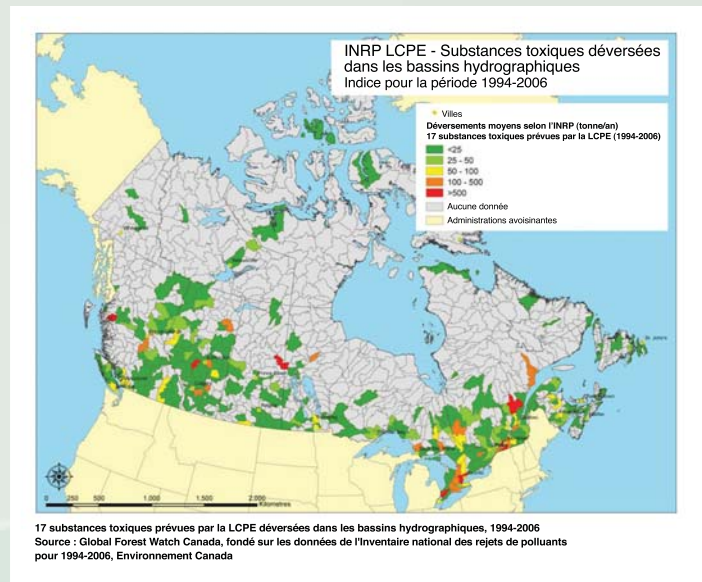 INRP LCPE - Substances toxiques déversées
dans les bassins hydrographiques
Indice pour la période 1994-2006
Villes
Déversements moyens selon l'INRP (tonne/an)
17 substances toxiques prévues par la LCPE (1994-2006)
<25
25 - 50
50 - 100
100 - 500
>500
Aucune donnée
Administrations avoisinantes
0 250 500 1,000 1,500 2,000
Kilometres
17 substances toxiques prévues par la LCPE déversées dans les bassins hydrographiques, 1994-2006
Source : Global Forest Watch Canada, fondé sur les données de l'Inventaire national des rejets de polluants
pour 1994-2006, Environnement Canada